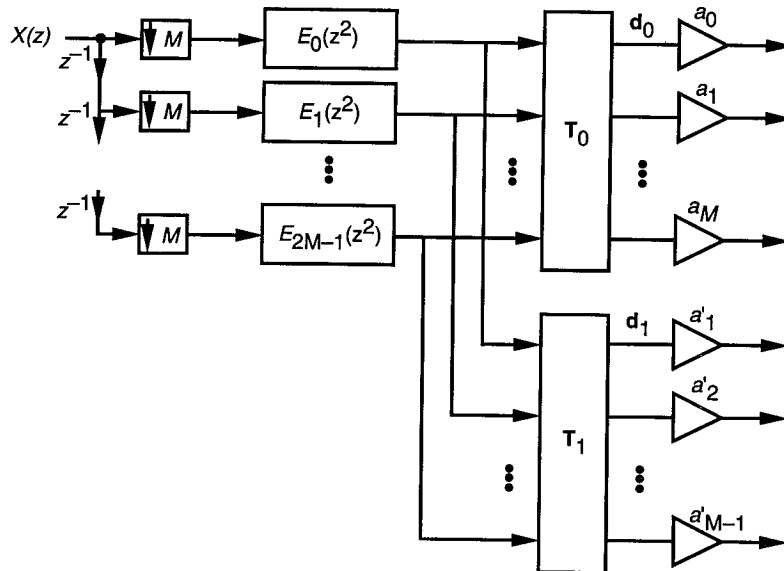 X(z) M E₀(z²) d₀ a₀
z⁻¹
z⁻¹ M E₁(z²) a₁
T₀
z⁻¹ M E₂M₋₁(z²) a_M
d₁ a'₁
a'₂
T₁
a'_M–1